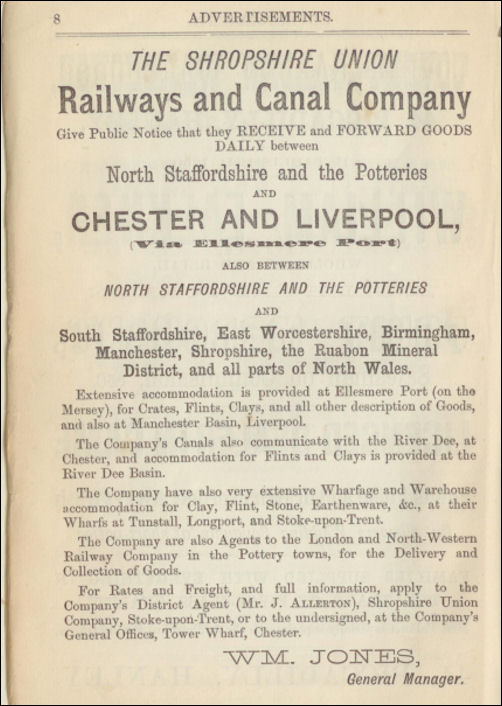 8 ADVERTISEMENTS.
THE SHROPSHIRE UNION
Railways and Canal Company
Give Public Notice that they RECEIVE and FORWARD GOODS
DAILY between
North Staffordshire and the Potteries
AND
CHESTER AND LIVERPOOL,
(Via Ellesmere Port)
ALSO BETWEEN
NORTH STAFFORDSHIRE AND THE POTTERIES
AND
South Staffordshire, East Worcestershire, Birmingham,
Manchester, Shropshire, the Ruabon Mineral
District, and all parts of North Wales.
Extensive accommodation is provided at Ellesmere Port (on the
Mersey), for Crates, Flints, Clays, and all other description of Goods,
and also at Manchester Basin, Liverpool.
The Company's Canals also communicate with the River Dee, at
Chester, and accommodation for Flints and Clays is provided at the
River Dee Basin.
The Company have also very extensive Wharfage and Warehouse
accommodation for Clay, Flint, Stone, Earthenware, &c., at their
Wharfs at Tunstall, Longport, and Stoke-upon-Trent.
The Company are also Agents to the London and North-Western
Railway Company in the Pottery towns, for the Delivery and
Collection of Goods.
For Rates and Freight, and full information, apply to the
Company's District Agent (Mr. J. ALLERTON), Shropshire Union
Company, Stoke-upon-Trent, or to the undersigned, at the Company's
General Offices, Tower Wharf, Chester.
WM. JONES,
General Manager.